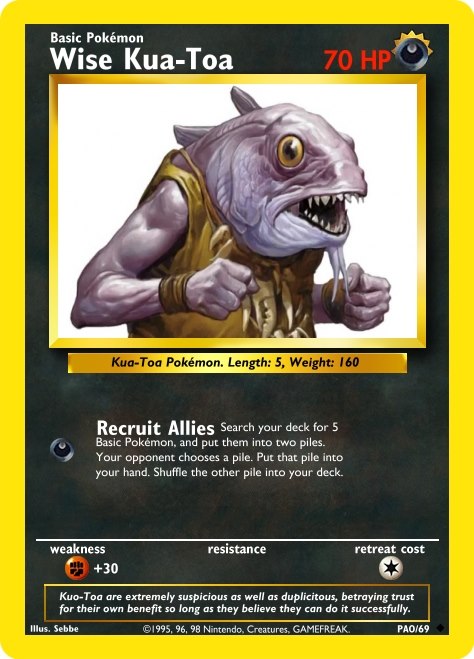 Basic Pokémon
Wise Kua-Toa 70 HP
Kua-Toa Pokémon. Length: 5, Weight: 160
Recruit Allies Search your deck for 5
Basic Pokémon, and put them into two piles.
Your opponent chooses a pile. Put that pile into
your hand. Shuffle the other pile into your deck.
weakness resistance retreat cost
+30
Kuo-Toa are extremely suspicious as well as duplicitous, betraying trust
for their own benefit so long as they believe they can do it successfully.
Illus. Sebbe ©1995, 96, 98 Nintendo, Creatures, GAMEFREAK. PAO/69